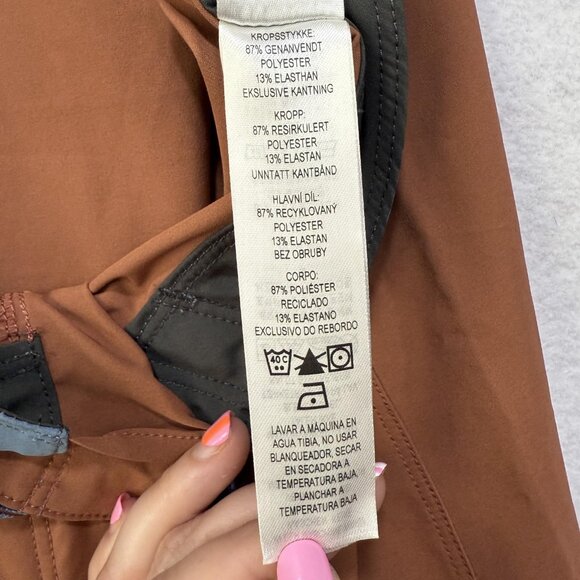 KROPSSTYKKE:
87% GENANVENDT
POLYESTER
13% ELASTHAN
EKSLUSIVE KANTNING
KROPP:
87% RESIRKULERT
POLYESTER
13% ELASTAN
UNNTATT KANTBÅND
HLAVNÍ DÍL:
87% RECYKLOVANÝ
POLYESTER
13% ELASTAN
BEZ OBRUBY
CORPO:
87% POLIÉSTER
RECICLADO
13% ELASTANO
EXCLUSIVO DO REBORDO
40C
LAVAR A MÁQUINA EN
AGUA TIBIA, NO USAR
BLANQUEADOR, SECAR
EN SECADORA A
TEMPERATURA BAJA,
PLANCHAR A
TEMPERATURA BAJA